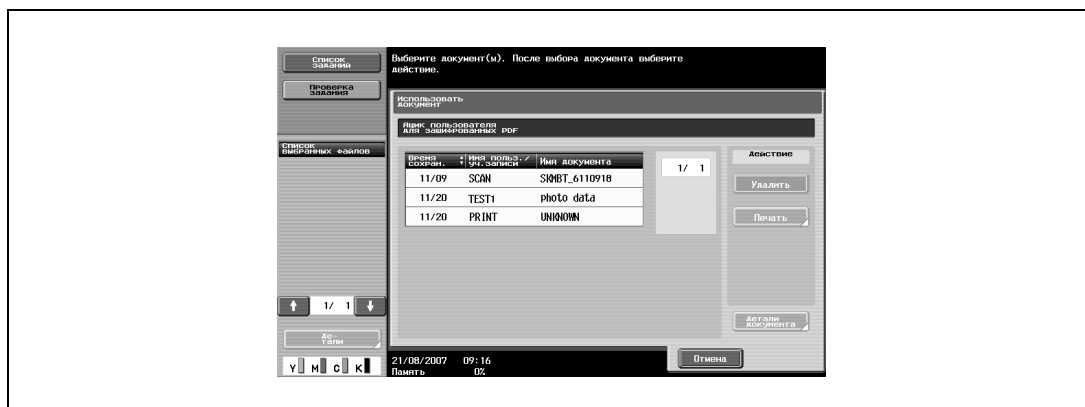 Список
заданий
Проверка
задания
Список
выбранных файлов
1/ 1
Де-
тали
Y M C K
Выберите документ(ы). После выбора документа выберите
действие.
Использовать
документ
Ящик пользователя
для зашифрованных PDF
Время
сохран.
Имя польз./
уч.записи
Имя документа
11/09 SCAN SKMBT_6110918
11/20 TEST1 photo data
11/20 PRINT UNKNOWN
1/ 1
Действие
Удалить
Печать
Детали
документа
Отмена
21/08/2007 09:16
Память 0%